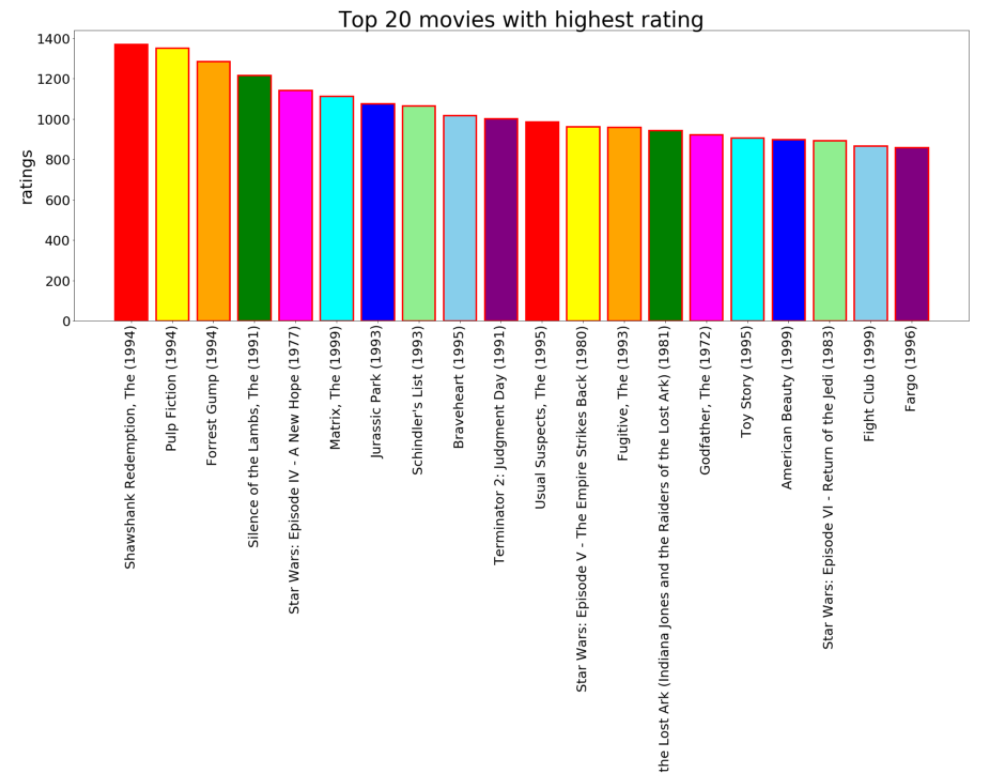 Top 20 movies with highest rating
1400
1200
1000
800
600
400
200
0
ratings
Shawshank Redemption, The (1994)
Pulp Fiction (1994)
Forrest Gump (1994)
Silence of the Lambs, The (1991)
Star Wars: Episode IV - A New Hope (1977)
Matrix, The (1999)
Jurassic Park (1993)
Schindler's List (1993)
Braveheart (1995)
Terminator 2: Judgment Day (1991)
Usual Suspects, The (1995)
Star Wars: Episode V - The Empire Strikes Back (1980)
Fugitive, The (1993)
the Lost Ark (Indiana Jones and the Raiders of the Lost Ark) (1981)
Godfather, The (1972)
Toy Story (1995)
American Beauty (1999)
Star Wars: Episode VI - Return of the Jedi (1983)
Fight Club (1999)
Fargo (1996)